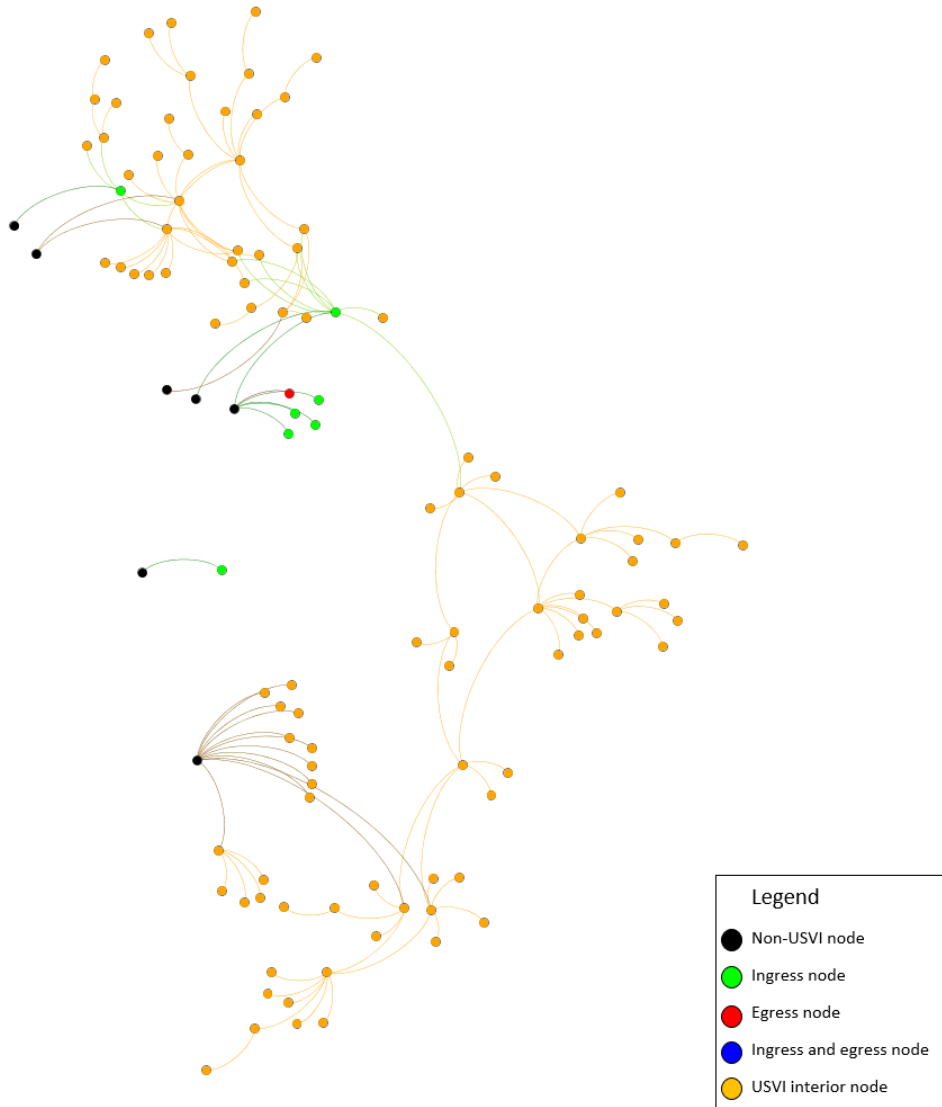 Legend
Non-USVI node
Ingress node
Egress node
Ingress and egress node
USVI interior node